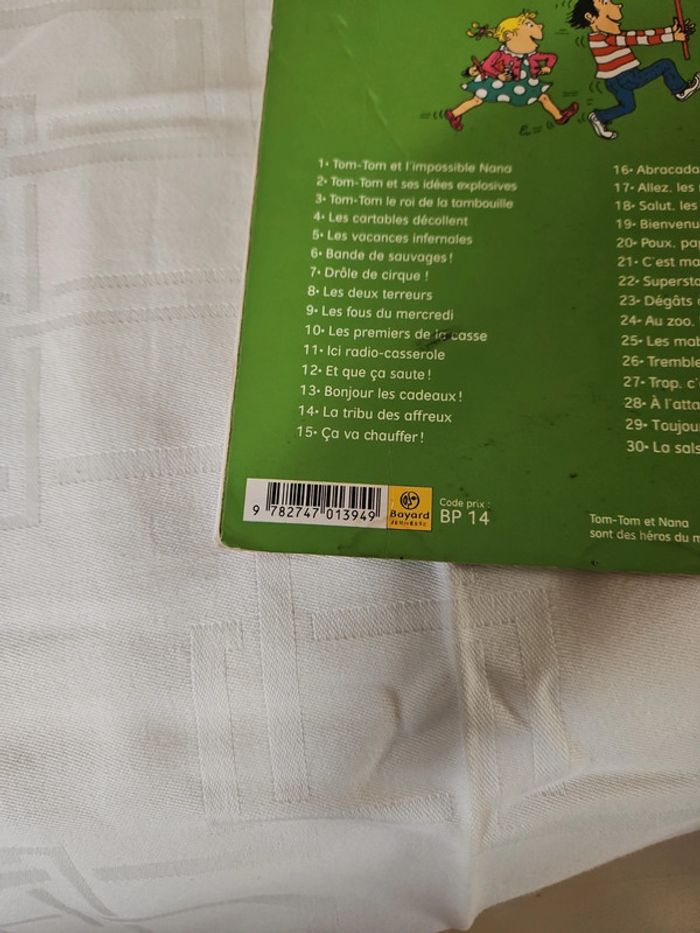 1• Tom-Tom et l'impossible Nana
2• Tom-Tom et ses idées explosives
3• Tom-Tom le roi de la tambouille
4• Les cartables décollent
5• Les vacances infernales
6• Bande de sauvages !
7• Drôle de cirque !
8• Les deux terreurs
9• Les fous du mercredi
10• Les premiers de la casse
11• Ici radio-casserole
12• Et que ça saute !
13• Bonjour les cadeaux !
14• La tribu des affreux
15• Ça va chauffer !
16• Abracada
17• Allez, les
18• Salut, les
19• Bienvenu
20• Poux, pa
21• C'est ma
22• Supersta
23• Dégâts
24• Au zoo,
25• Les mab
26• Tremble
27• Trop, c'
28• À l'atta
29• Toujou
30• La sals
9 782747 013949
Bayard
JEUNESSE
Code prix :
BP 14
Tom-Tom et Nana
sont des héros du m